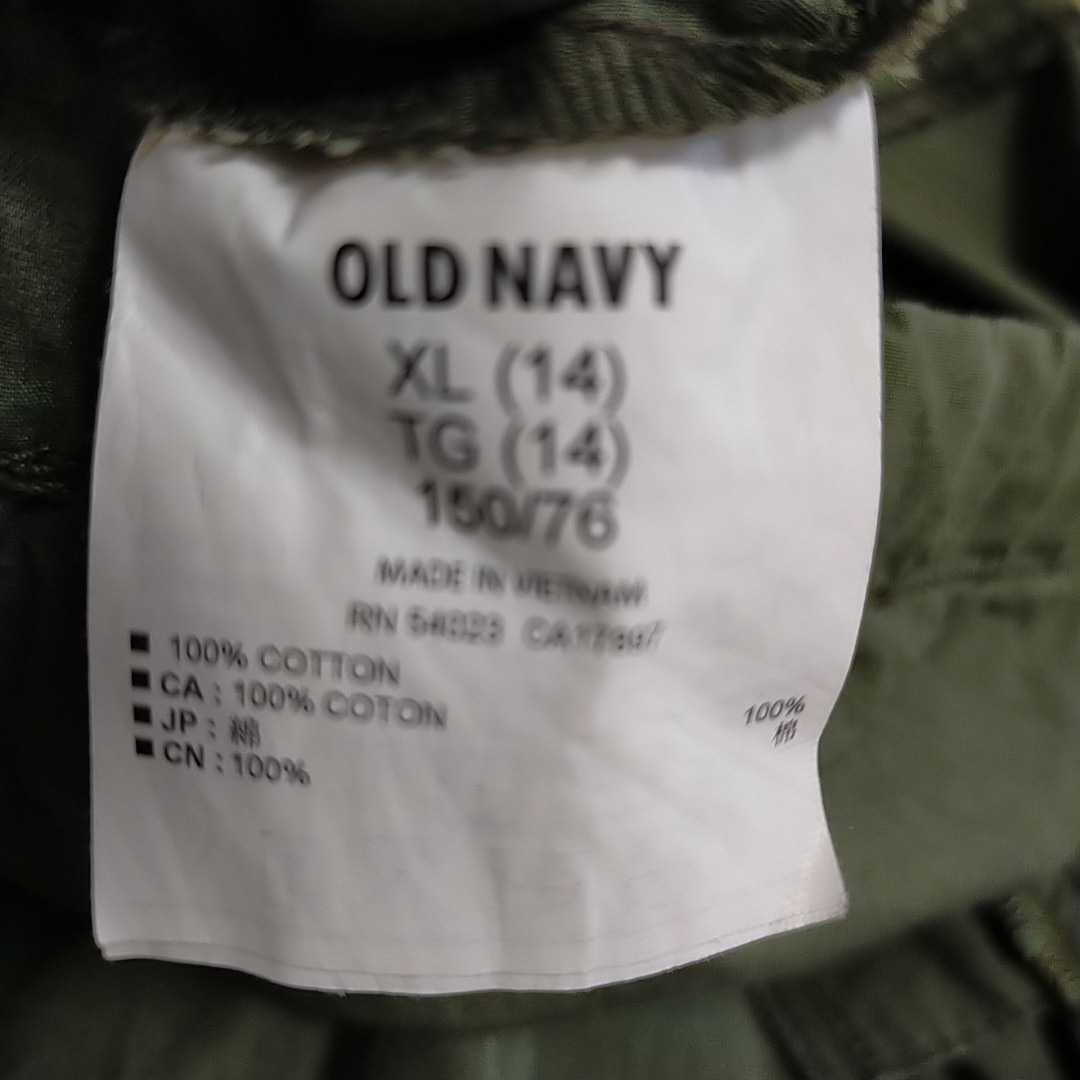 OLD NAVY
XL (14)
TG (14)
150/76
MADE IN VIETNAM
RN 54023
■ 100% COTTON
■ CA : 100% COTON
■ JP : 綿
■ CN : 100%
100%
棉